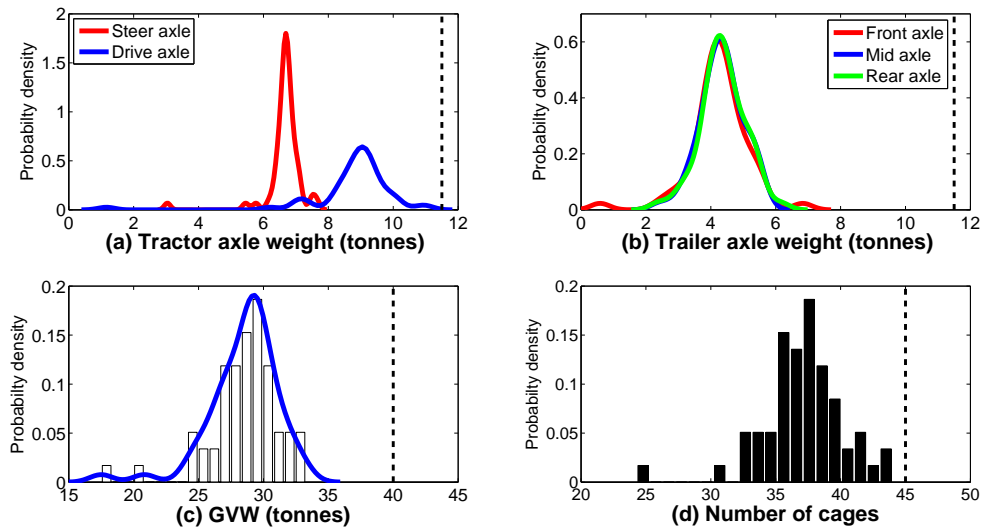 Steer axle
Drive axle
Probability density
2
1.5
1
0.5
0
0 2 4 6 8 10 12
(a) Tractor axle weight (tonnes)
Front axle
Mid axle
Rear axle
Probabilty density
0.6
0.4
0.2
0
0 2 4 6 8 10 12
(b) Trailer axle weight (tonnes)
Probabilty density
0.2
0.15
0.1
0.05
0
15 20 25 30 35 40 45
(c) GVW (tonnes)
Probabilty density
0.2
0.15
0.1
0.05
0
20 25 30 35 40 45 50
(d) Number of cages